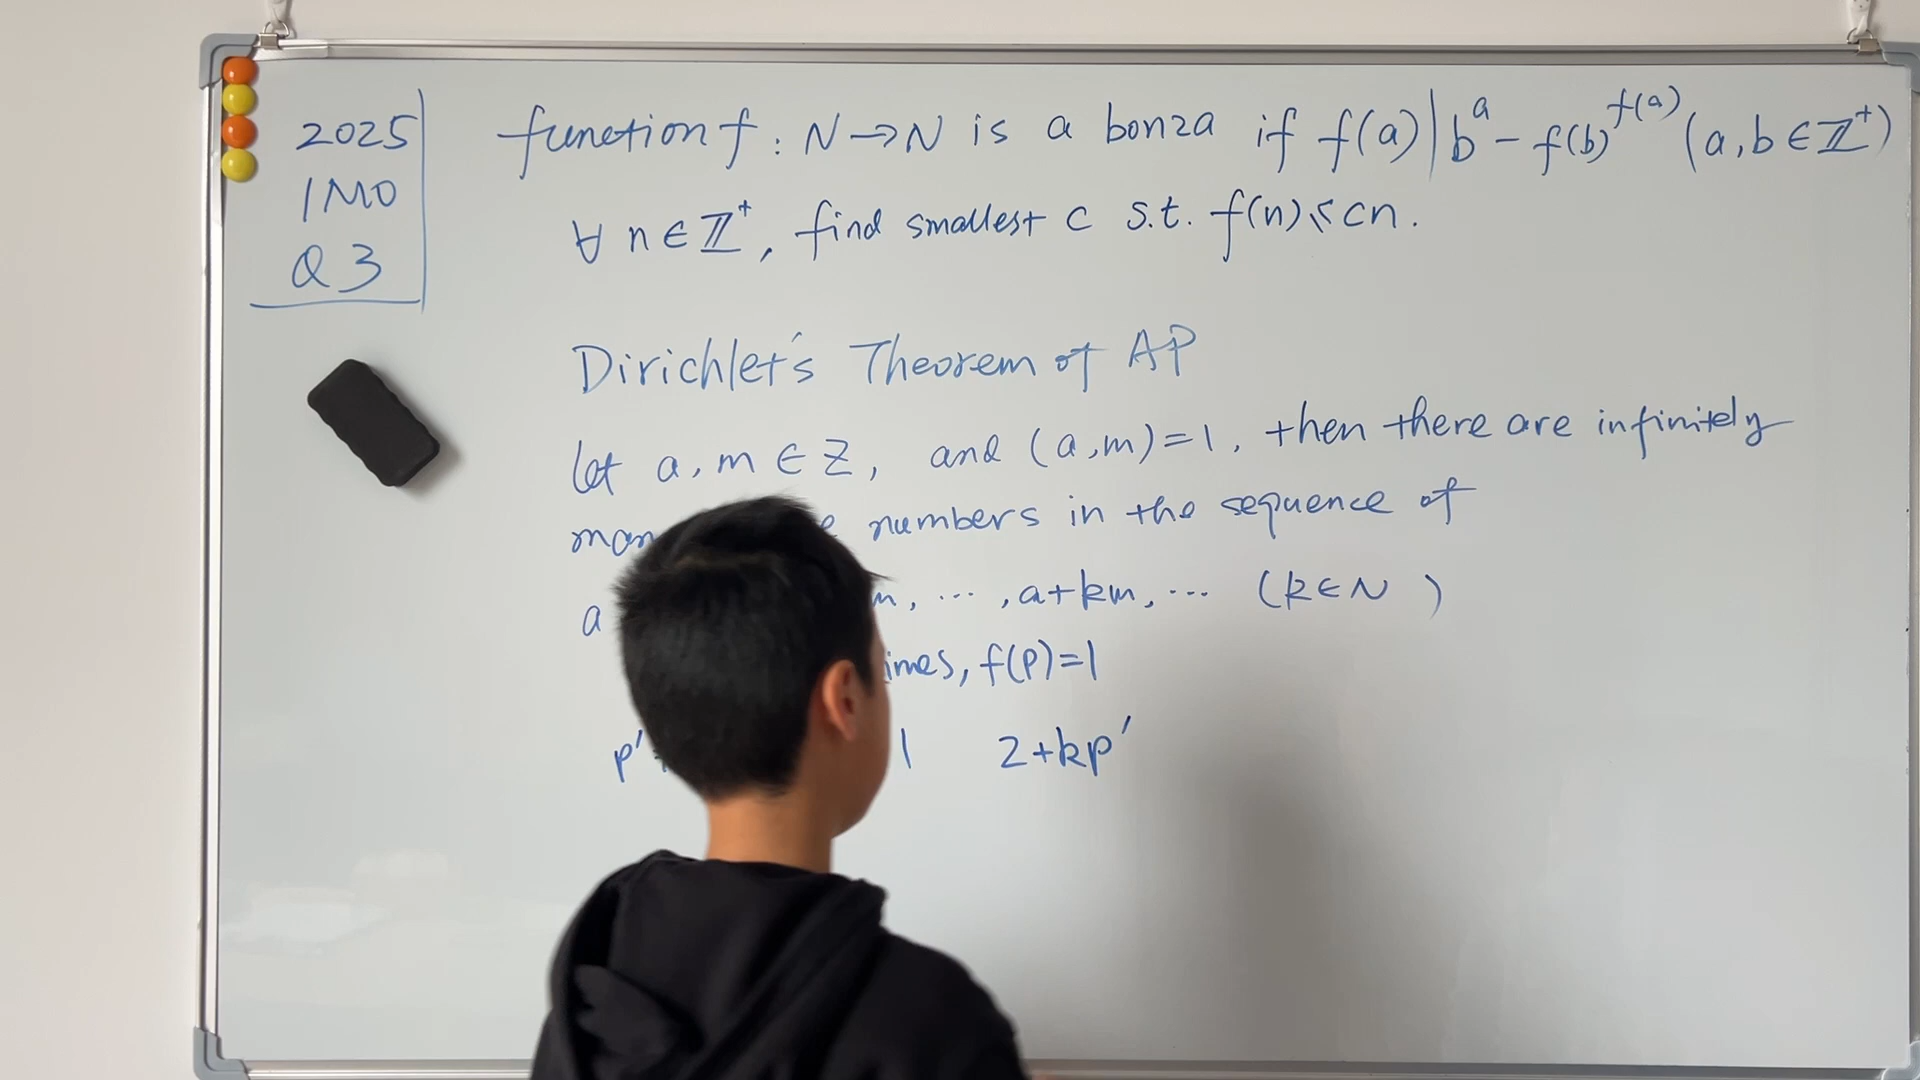 2025
IMO
Q3
function f: N→N is a bonza if f(a)|b^a - f(b)^f(a) (a,b∈ℤ⁺)
∀ n∈ℤ⁺, find smallest c s.t. f(n)≤cn.
Dirichlet's Theorem of AP
let a, m ∈ Z, and (a,m)=1, then there are infinitely
numbers in the sequence of
a , ⋯ , a+km, ⋯ (k∈N )
f(p)=1
p' 1 2+kp'